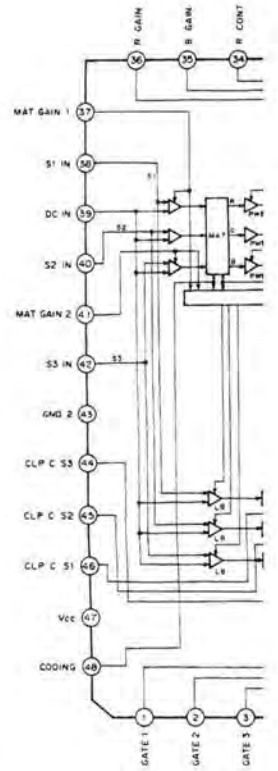 R GAIN
B GAIN
R CONT
36
35
34
MAT GAIN 1
37
S1 IN
38
DC IN
39
S2 IN
40
MAT GAIN 2
41
S3 IN
42
GND 2
43
CLP C S3
44
CLP C S2
45
CLP C S1
46
Vcc
47
CODING
48
S1
S2
S3
MAT
R
G
B
LR
LB
1
2
3
GATE 1
GATE 2
GATE 3